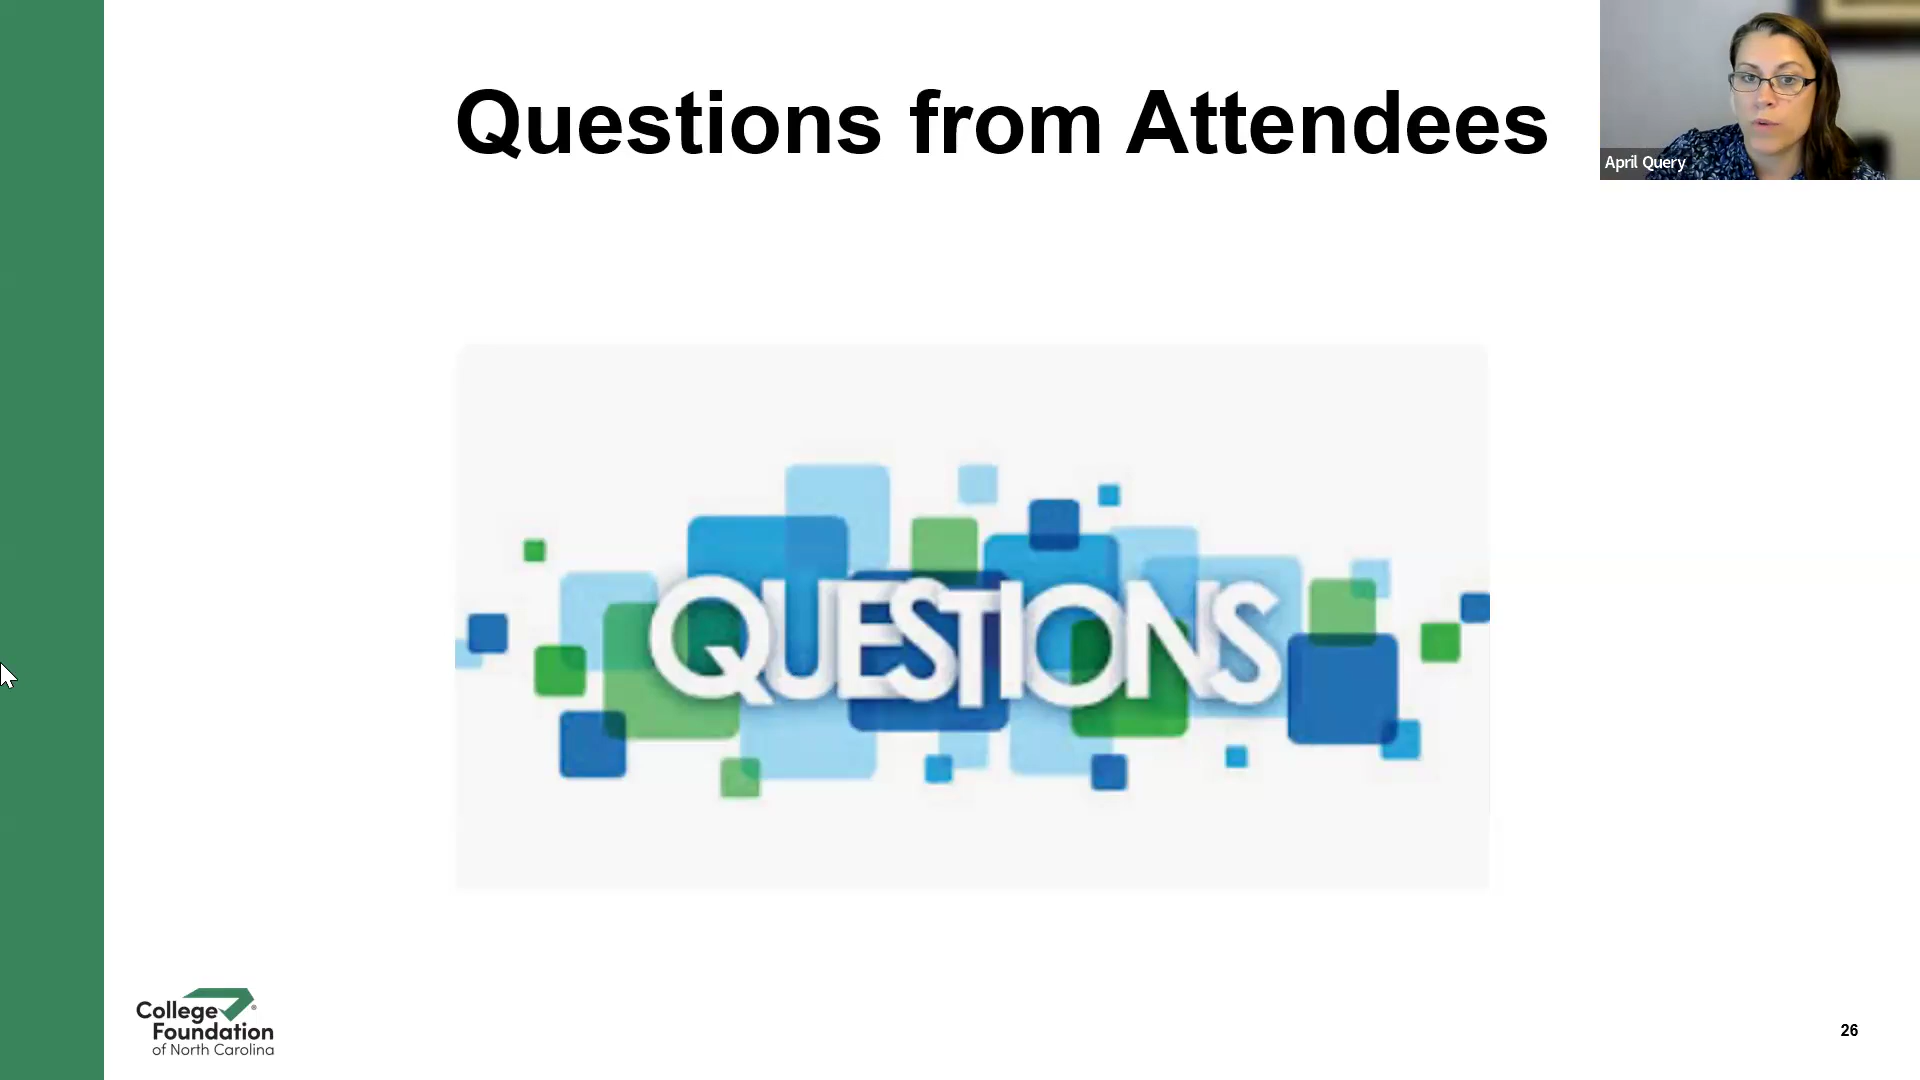 Questions from Attendees
April Query
QUESTIONS
College
Foundation
of North Carolina
26